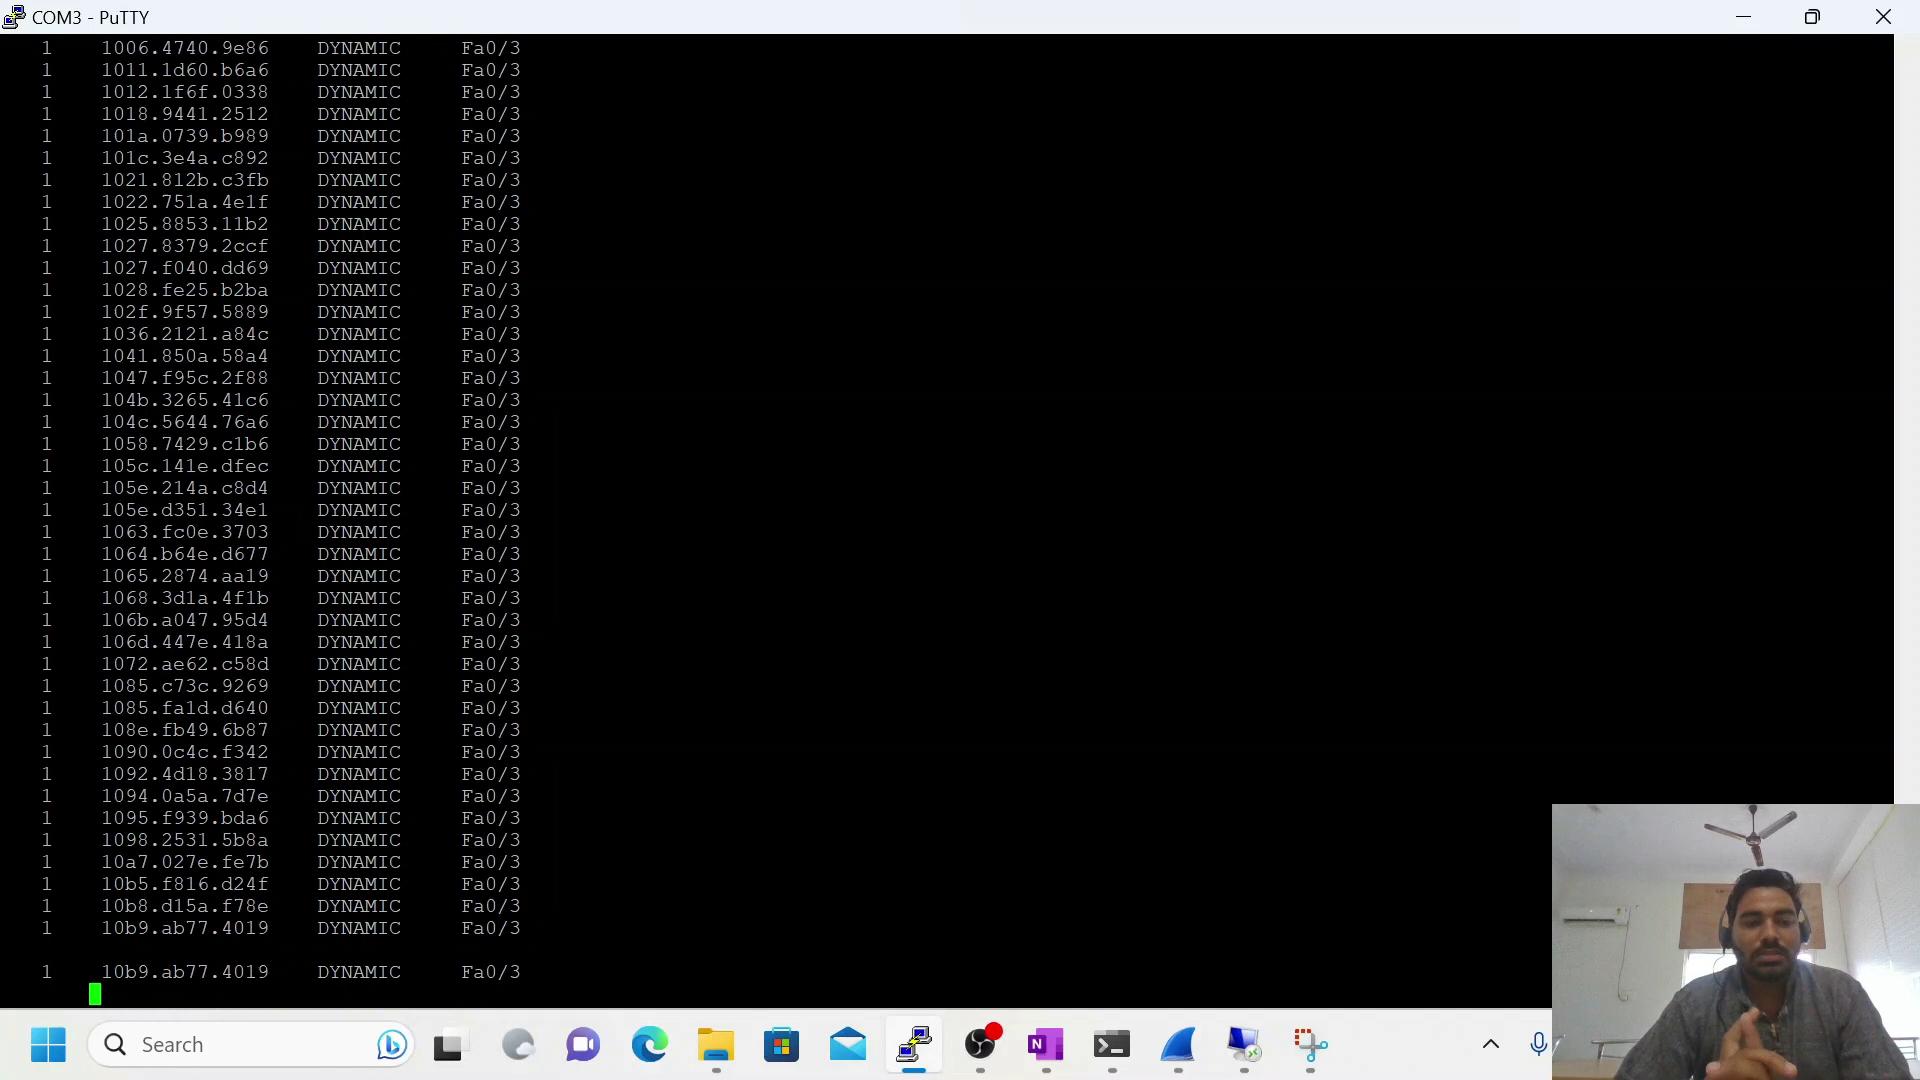 COM3 - PuTTY
1 1006.4740.9e86 DYNAMIC Fa0/3
1 1011.1d60.b6a6 DYNAMIC Fa0/3
1 1012.1f6f.0338 DYNAMIC Fa0/3
1 1018.9441.2512 DYNAMIC Fa0/3
1 101a.0739.b989 DYNAMIC Fa0/3
1 101c.3e4a.c892 DYNAMIC Fa0/3
1 1021.812b.c3fb DYNAMIC Fa0/3
1 1022.751a.4e1f DYNAMIC Fa0/3
1 1025.8853.11b2 DYNAMIC Fa0/3
1 1027.8379.2ccf DYNAMIC Fa0/3
1 1027.f040.dd69 DYNAMIC Fa0/3
1 1028.fe25.b2ba DYNAMIC Fa0/3
1 102f.9f57.5889 DYNAMIC Fa0/3
1 1036.2121.a84c DYNAMIC Fa0/3
1 1041.850a.58a4 DYNAMIC Fa0/3
1 1047.f95c.2f88 DYNAMIC Fa0/3
1 104b.3265.41c6 DYNAMIC Fa0/3
1 104c.5644.76a6 DYNAMIC Fa0/3
1 1058.7429.c1b6 DYNAMIC Fa0/3
1 105c.141e.dfec DYNAMIC Fa0/3
1 105e.214a.c8d4 DYNAMIC Fa0/3
1 105e.d351.34e1 DYNAMIC Fa0/3
1 1063.fc0e.3703 DYNAMIC Fa0/3
1 1064.b64e.d677 DYNAMIC Fa0/3
1 1065.2874.aa19 DYNAMIC Fa0/3
1 1068.3d1a.4f1b DYNAMIC Fa0/3
1 106b.a047.95d4 DYNAMIC Fa0/3
1 106d.447e.418a DYNAMIC Fa0/3
1 1072.ae62.c58d DYNAMIC Fa0/3
1 1085.c73c.9269 DYNAMIC Fa0/3
1 1085.fa1d.d640 DYNAMIC Fa0/3
1 108e.fb49.6b87 DYNAMIC Fa0/3
1 1090.0c4c.f342 DYNAMIC Fa0/3
1 1092.4d18.3817 DYNAMIC Fa0/3
1 1094.0a5a.7d7e DYNAMIC Fa0/3
1 1095.f939.bda6 DYNAMIC Fa0/3
1 1098.2531.5b8a DYNAMIC Fa0/3
1 10a7.027e.fe7b DYNAMIC Fa0/3
1 10b5.f816.d24f DYNAMIC Fa0/3
1 10b8.d15a.f78e DYNAMIC Fa0/3
1 10b9.ab77.4019 DYNAMIC Fa0/3
1 10b9.ab77.4019 DYNAMIC Fa0/3
Search